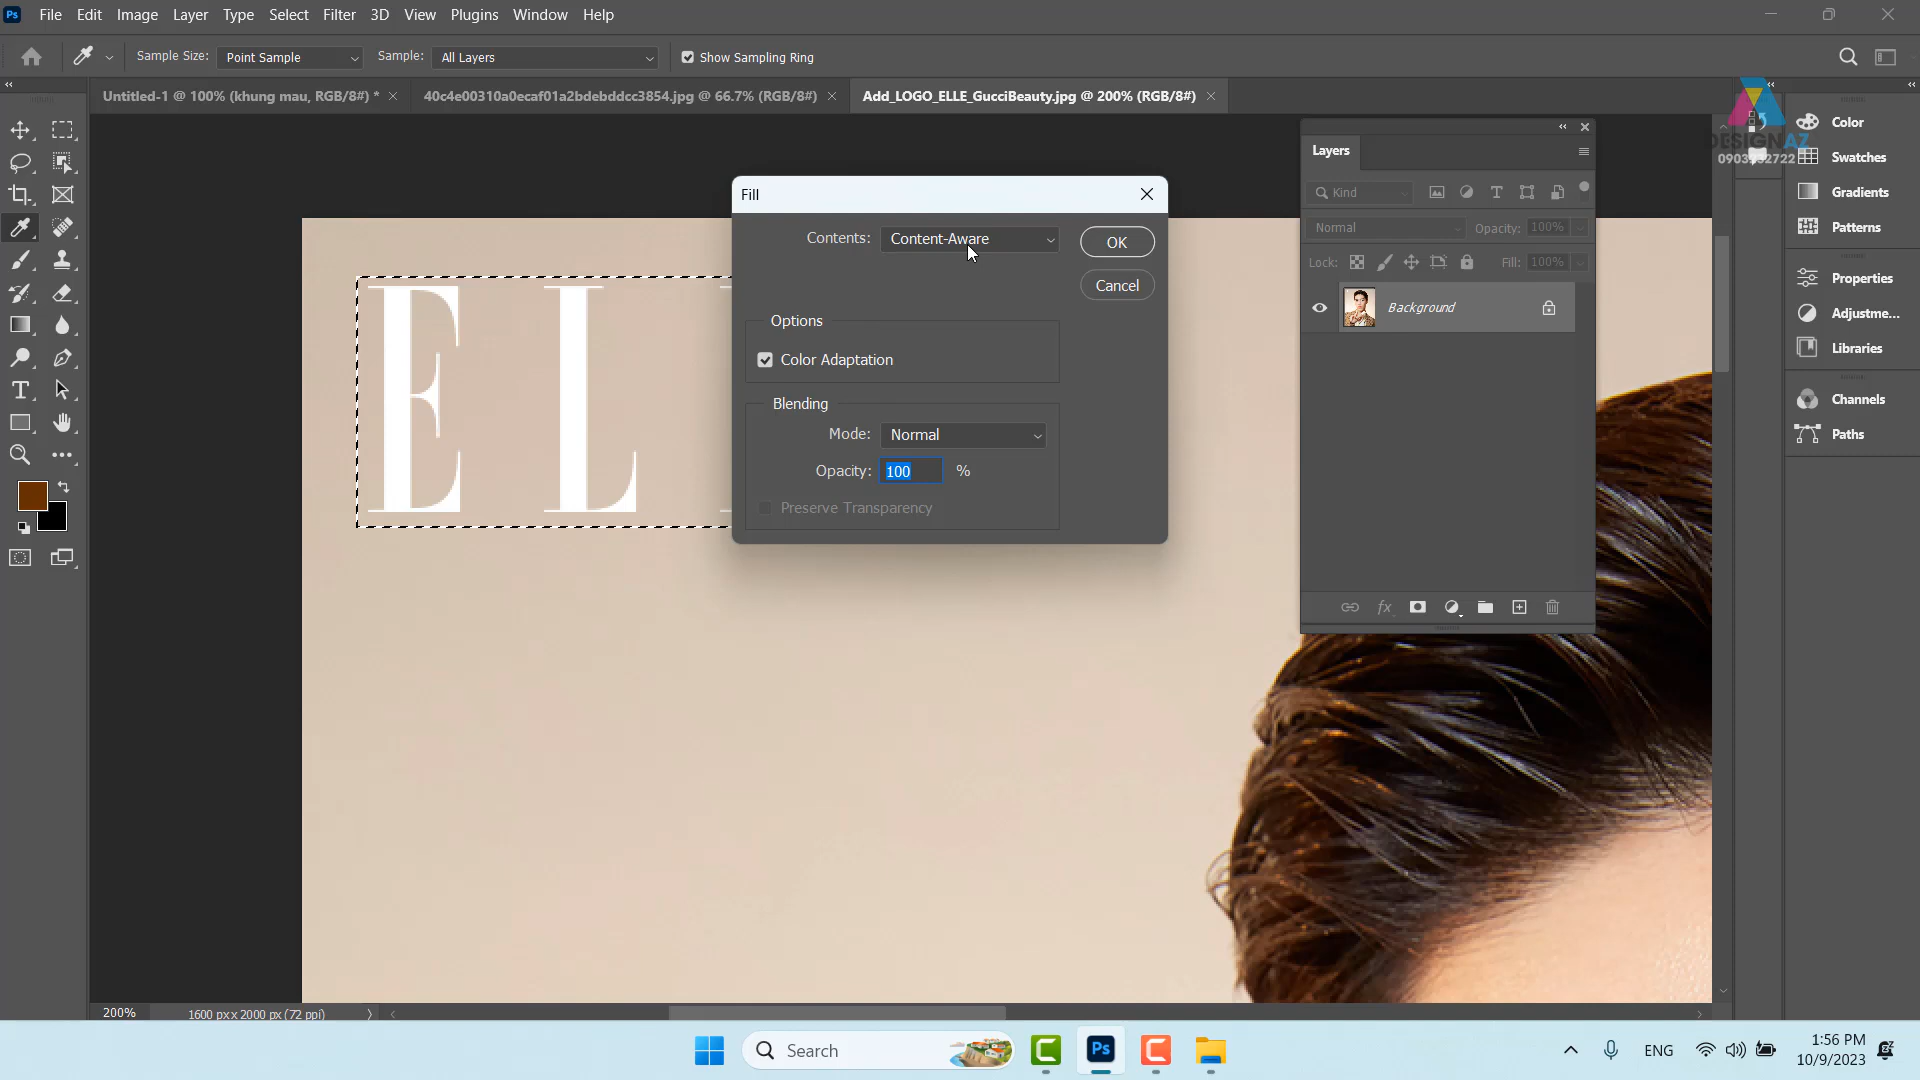 Ps File Edit Image Layer Type Select Filter 3D View Plugins Window Help
Sample Size: Point Sample Sample: All Layers Show Sampling Ring
Untitled-1 @ 100% (khung mau, RGB/8#) * 40c4e00310a0ecaf01a2bdebddcc3854.jpg @ 66.7% (RGB/8#) Add_LOGO_ELLE_GucciBeauty.jpg @ 200% (RGB/8#)
Layers
Kind
Normal Opacity: 100%
Lock: Fill: 100%
Background
fx
Color
Swatches
Gradients
Patterns
Properties
Adjustme...
Libraries
Channels
Paths
DESIGNAZ
Fill
Contents: Content-Aware OK
Cancel
Options
Color Adaptation
Blending
Mode: Normal
Opacity: 100 %
Preserve Transparency
E L
200% 1600 px x 2000 px (72 ppi)
Search
Ps
ENG
1:56 PM
10/9/2023